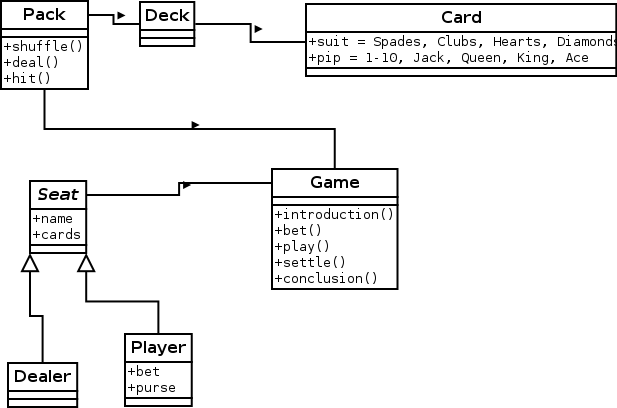 Pack
+shuffle()
+deal()
+hit()
Deck
Card
+suit = Spades, Clubs, Hearts, Diamonds
+pip = 1-10, Jack, Queen, King, Ace
Seat
+name
+cards
Game
+introduction()
+bet()
+play()
+settle()
+conclusion()
Dealer
Player
+bet
+purse